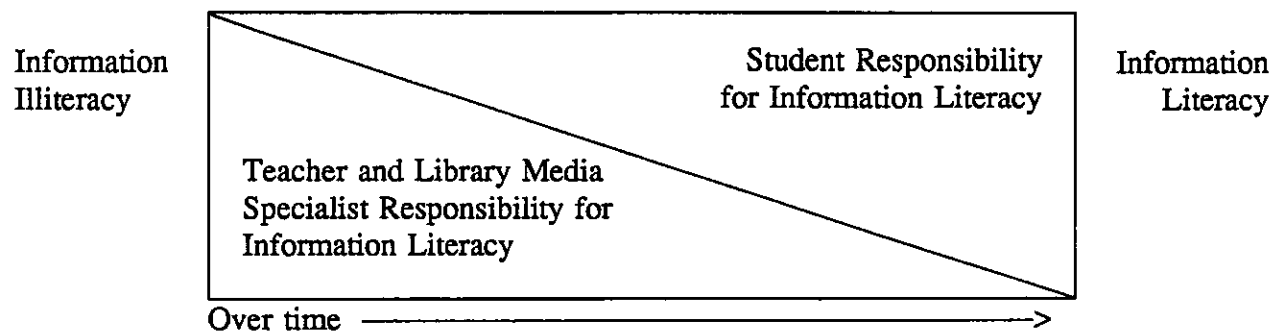 Information
Illiteracy
Student Responsibility
for Information Literacy
Information
Literacy
Teacher and Library Media
Specialist Responsibility for
Information Literacy
Over time